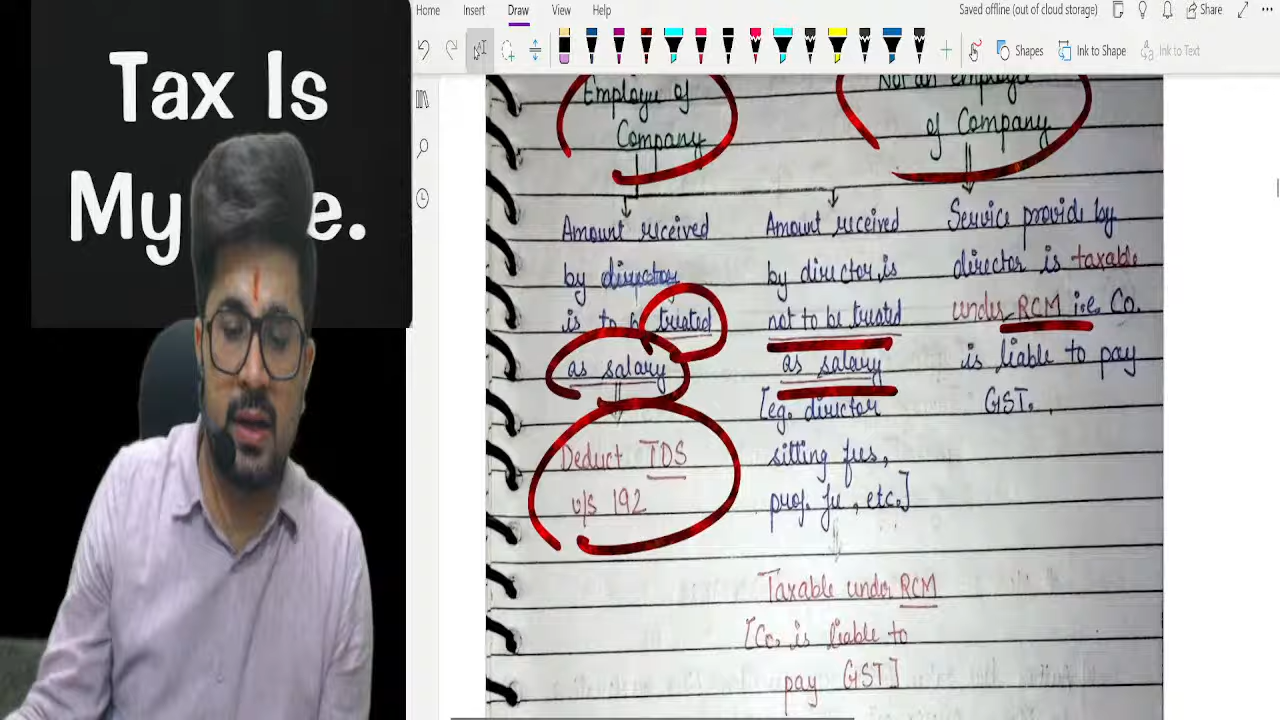 Tax Is
My
e.
Home Insert Draw View Help
Saved offline (out of cloud storage)
Share
Shapes
Ink to Shape
Ink to Text
Employee of
Company
Not an employee
of Company
Amount received
by director
is to be treated
as salary
Deduct TDS
u/s 192
Amount received
by director is
not to be treated
as salary
[eg. director
sitting fees,
prof. fee, etc.]
Taxable under RCM
[Co. is liable to
pay GST]
Service provide by
director is taxable
under RCM i.e. Co.
is liable to pay
GST.